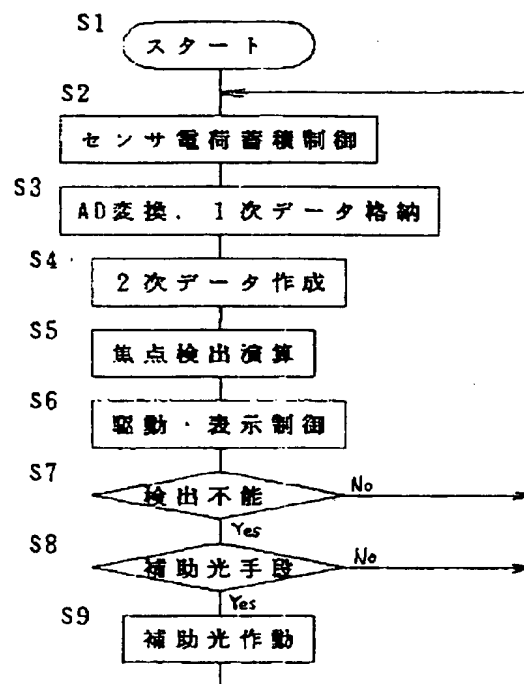 S1
スタート
S2
センサ電荷蓄積制御
S3
AD変換、1次データ格納
S4
2次データ作成
S5
焦点検出演算
S6
駆動・表示制御
S7
検出不能
No
Yes
S8
補助光手段
No
Yes
S9
補助光作動